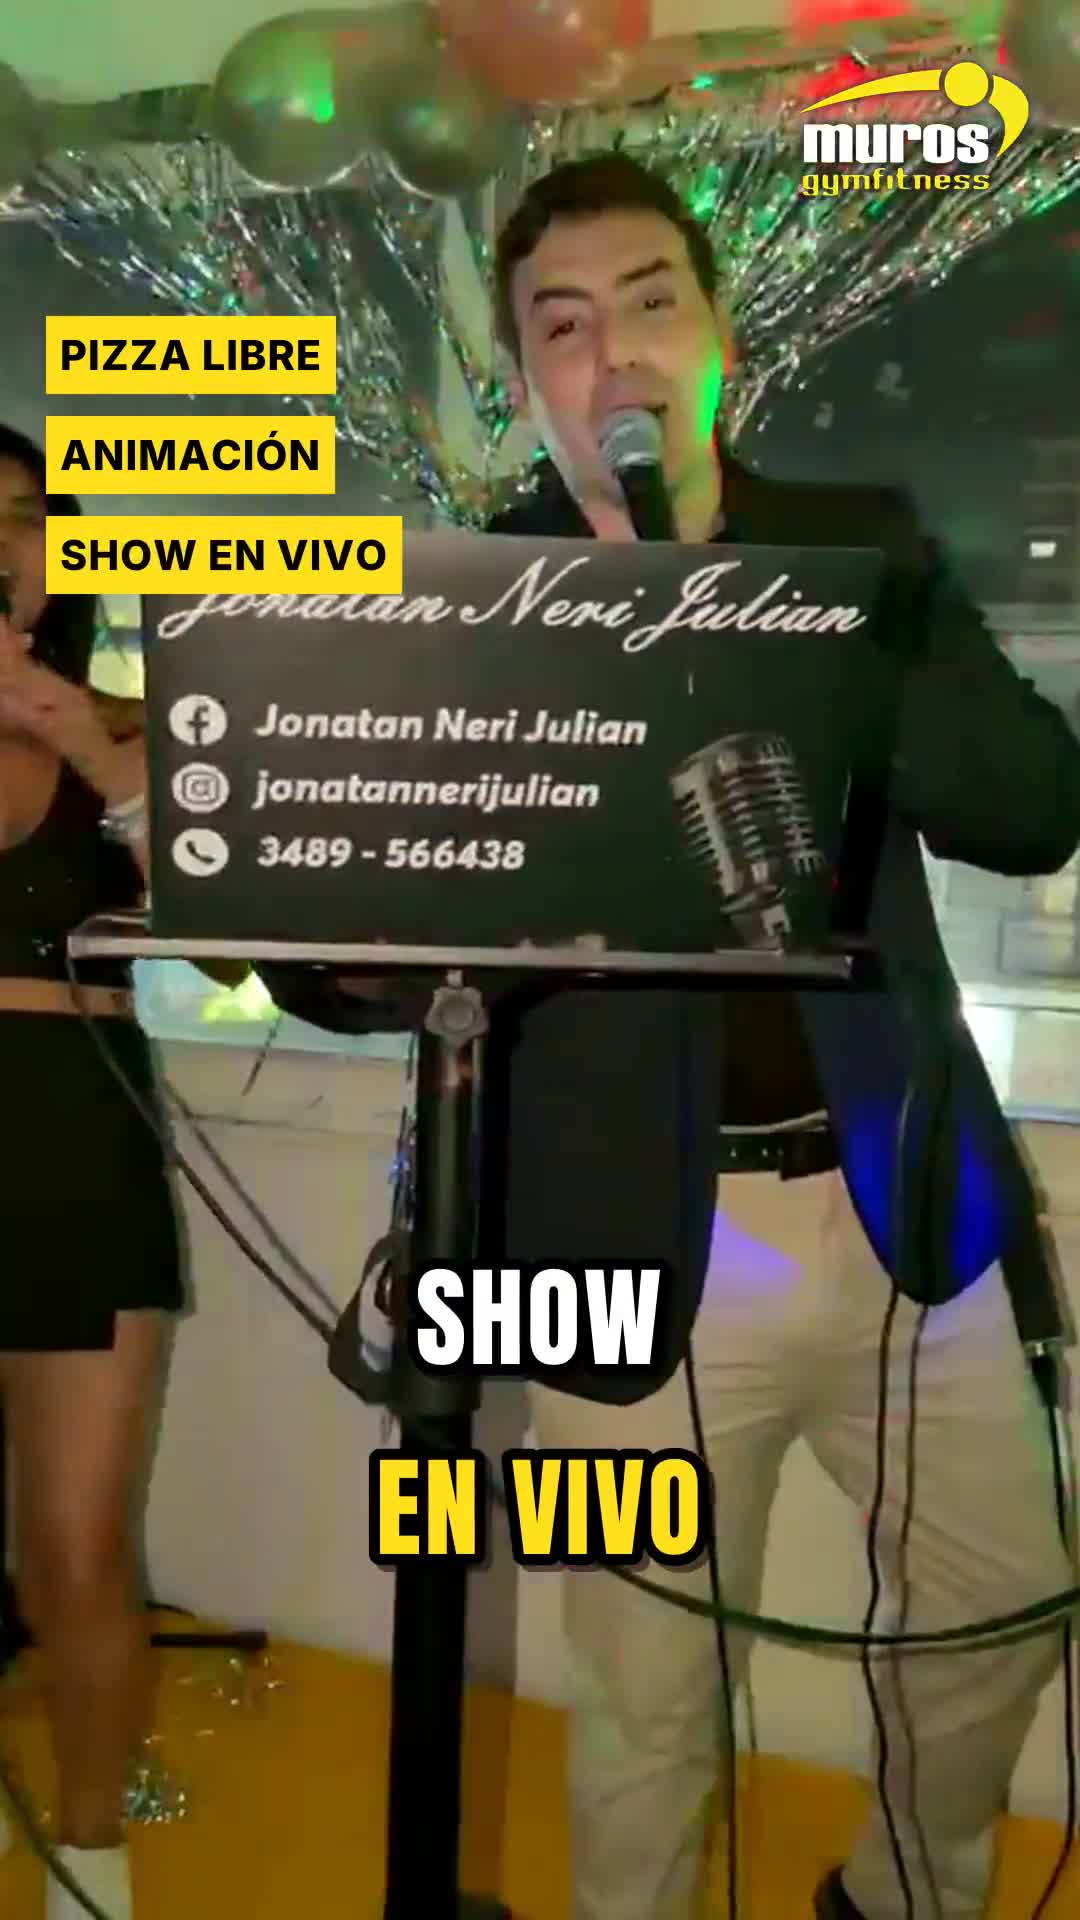 muros
gymfitness
PIZZA LIBRE
ANIMACIÓN
SHOW EN VIVO
Jonatan Neri Julian
Jonatan Neri Julian
jonatannerijulian
3489 - 566438
SHOW
EN VIVO